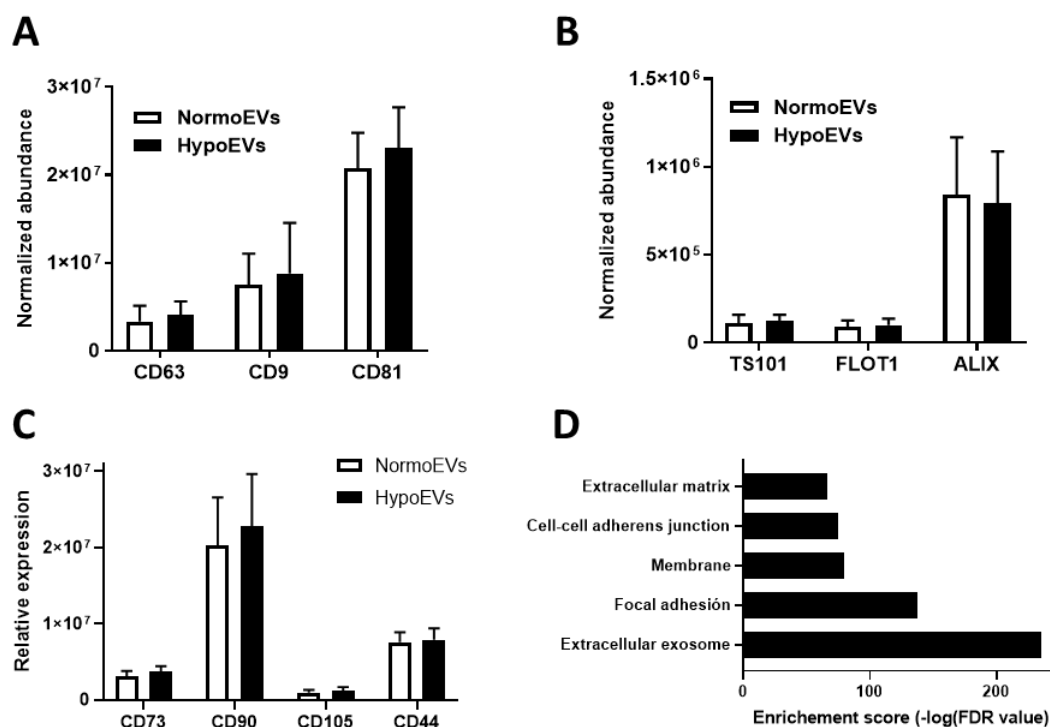 A
Normalized abundance
3×10⁷
2×10⁷
1×10⁷
0
NormoEVs
HypoEVs
CD63 CD9 CD81
B
Normalized abundance
1.5×10⁶
1×10⁶
5×10⁵
0
NormoEVs
HypoEVs
TS101 FLOT1 ALIX
C
Relative expression
3×10⁷
2×10⁷
1×10⁷
0
NormoEVs
HypoEVs
CD73 CD90 CD105 CD44
D
Extracellular matrix
Cell-cell adherens junction
Membrane
Focal adhesión
Extracellular exosome
0 100 200
Enrichement score (-log(FDR value)